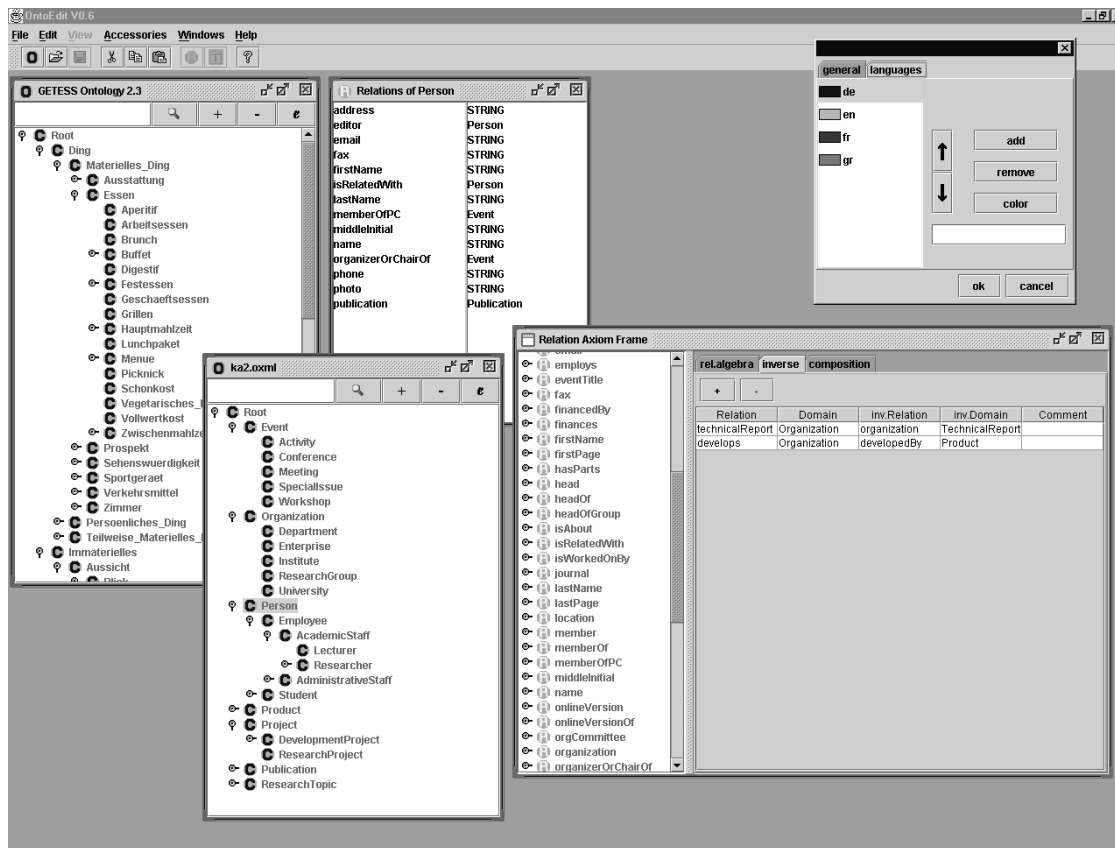 OntoEdit V0.6
File Edit View Accessories Windows Help
GETESS Ontology 2.3
+ -
Root
Ding
Materielles_Ding
Ausstattung
Essen
Aperitif
Arbeitsessen
Brunch
Buffet
Digestif
Festessen
Geschaeftsessen
Grillen
Hauptmahlzeit
Lunchpaket
Menue
Picknick
Schonkost
Vegetarisches_
Vollwertkost
Zwischenmahlze
Prospekt
Sehenswuerdigkeit
Sportgeraet
Verkehrsmittel
Zimmer
Persoenliches_Ding
Teilweise_Materielles_
Immaterielles
Aussicht
Relations of Person
address STRING
editor Person
email STRING
fax STRING
firstName STRING
isRelatedWith Person
lastName STRING
memberOfPC Event
middleInitial STRING
name STRING
organizerOrChairOf Event
phone STRING
photo STRING
publication Publication
general languages
de
en
fr
gr
add
remove
color
ok cancel
ka2.oxml
+ -
Root
Event
Activity
Conference
Meeting
SpecialIssue
Workshop
Organization
Department
Enterprise
Institute
ResearchGroup
University
Person
Employee
AcademicStaff
Lecturer
Researcher
AdministrativeStaff
Student
Product
Project
DevelopmentProject
ResearchProject
Publication
ResearchTopic
Relation Axiom Frame
employs
eventTitle
fax
financedBy
finances
firstName
firstPage
hasParts
head
headOf
headOfGroup
isAbout
isRelatedWith
isWorkedOnBy
journal
lastName
lastPage
location
member
memberOf
memberOfPC
middleInitial
name
onlineVersion
onlineVersionOf
orgCommittee
organization
organizerOrChairOf
rel.algebra inverse composition
+ -
Relation Domain inv.Relation inv.Domain Comment
technicalReport Organization organization TechnicalReport
develops Organization developedBy Product